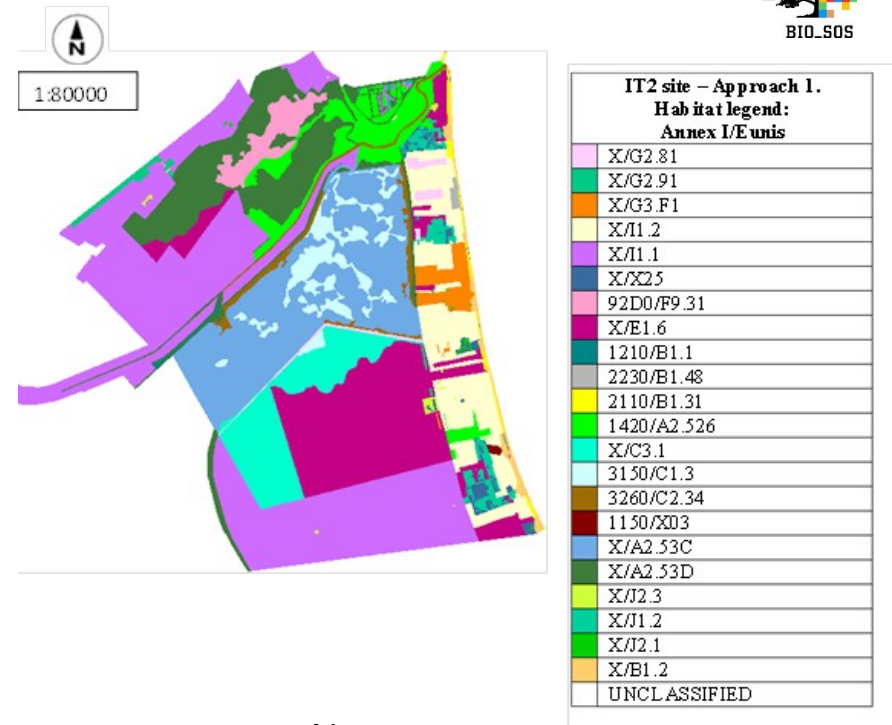 BIO_SOS
N
1:80000
IT2 site – Approach 1.
Habitat legend:
Annex I/Eunis
X/G2.81
X/G2.91
X/G3.F1
X/I1.2
X/I1.1
X/X25
92D0/F9.31
X/E1.6
1210/B1.1
2230/B1.48
2110/B1.31
1420/A2.526
X/C3.1
3150/C1.3
3260/C2.34
1150/X03
X/A2.53C
X/A2.53D
X/J2.3
X/J1.2
X/J2.1
X/B1.2
UNCLASSIFIED